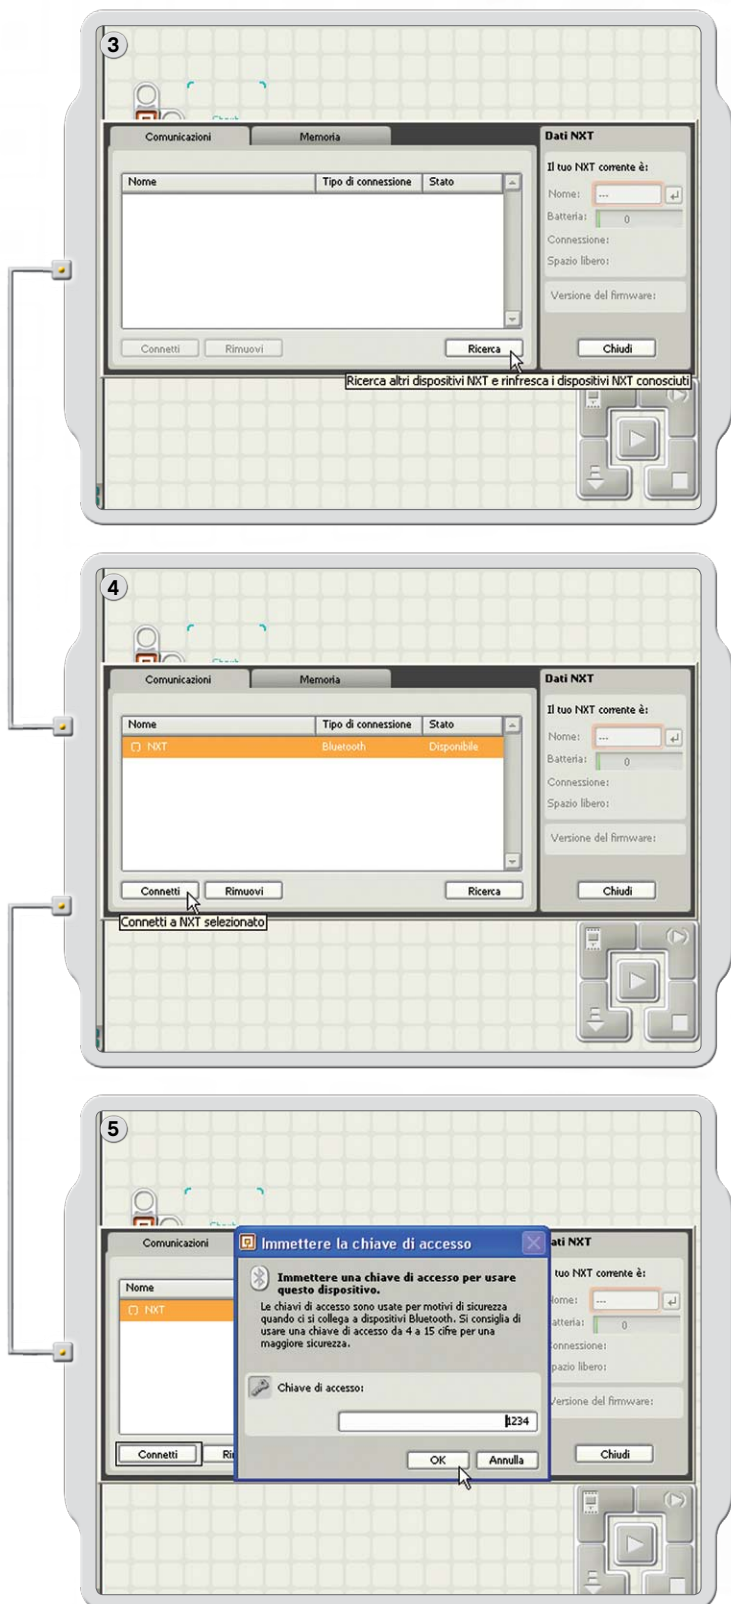 3
Comunicazioni Memoria Dati NXT
Il tuo NXT corrente è:
Nome Tipo di connessione Stato
Nome: ---
Batteria: 0
Connessione:
Spazio libero:
Versione del firmware:
Connetti Rimuovi Ricerca Chiudi
Ricerca altri dispositivi NXT e rinfresca i dispositivi NXT conosciuti
4
Comunicazioni Memoria Dati NXT
Il tuo NXT corrente è:
Nome Tipo di connessione Stato
Nome: ---
NXT Bluetooth Disponibile
Batteria: 0
Connessione:
Spazio libero:
Versione del firmware:
Connetti Rimuovi Ricerca Chiudi
Connetti a NXT selezionato
5
Comunicazioni Immettere la chiave di accesso ati NXT
Immettere una chiave di accesso per usare
questo dispositivo.
Le chiavi di accesso sono usate per motivi di sicurezza
quando ci si collega a dispositivi Bluetooth. Si consiglia di
usare una chiave di accesso da 4 a 15 cifre per una
maggiore sicurezza.
Chiave di accesso:
1234
OK Annulla
Nome
NXT
Connetti Ri
tuo NXT corrente è:
ome: ---
atteria: 0
onnessione:
pazio libero:
ersione del firmware:
Chiudi